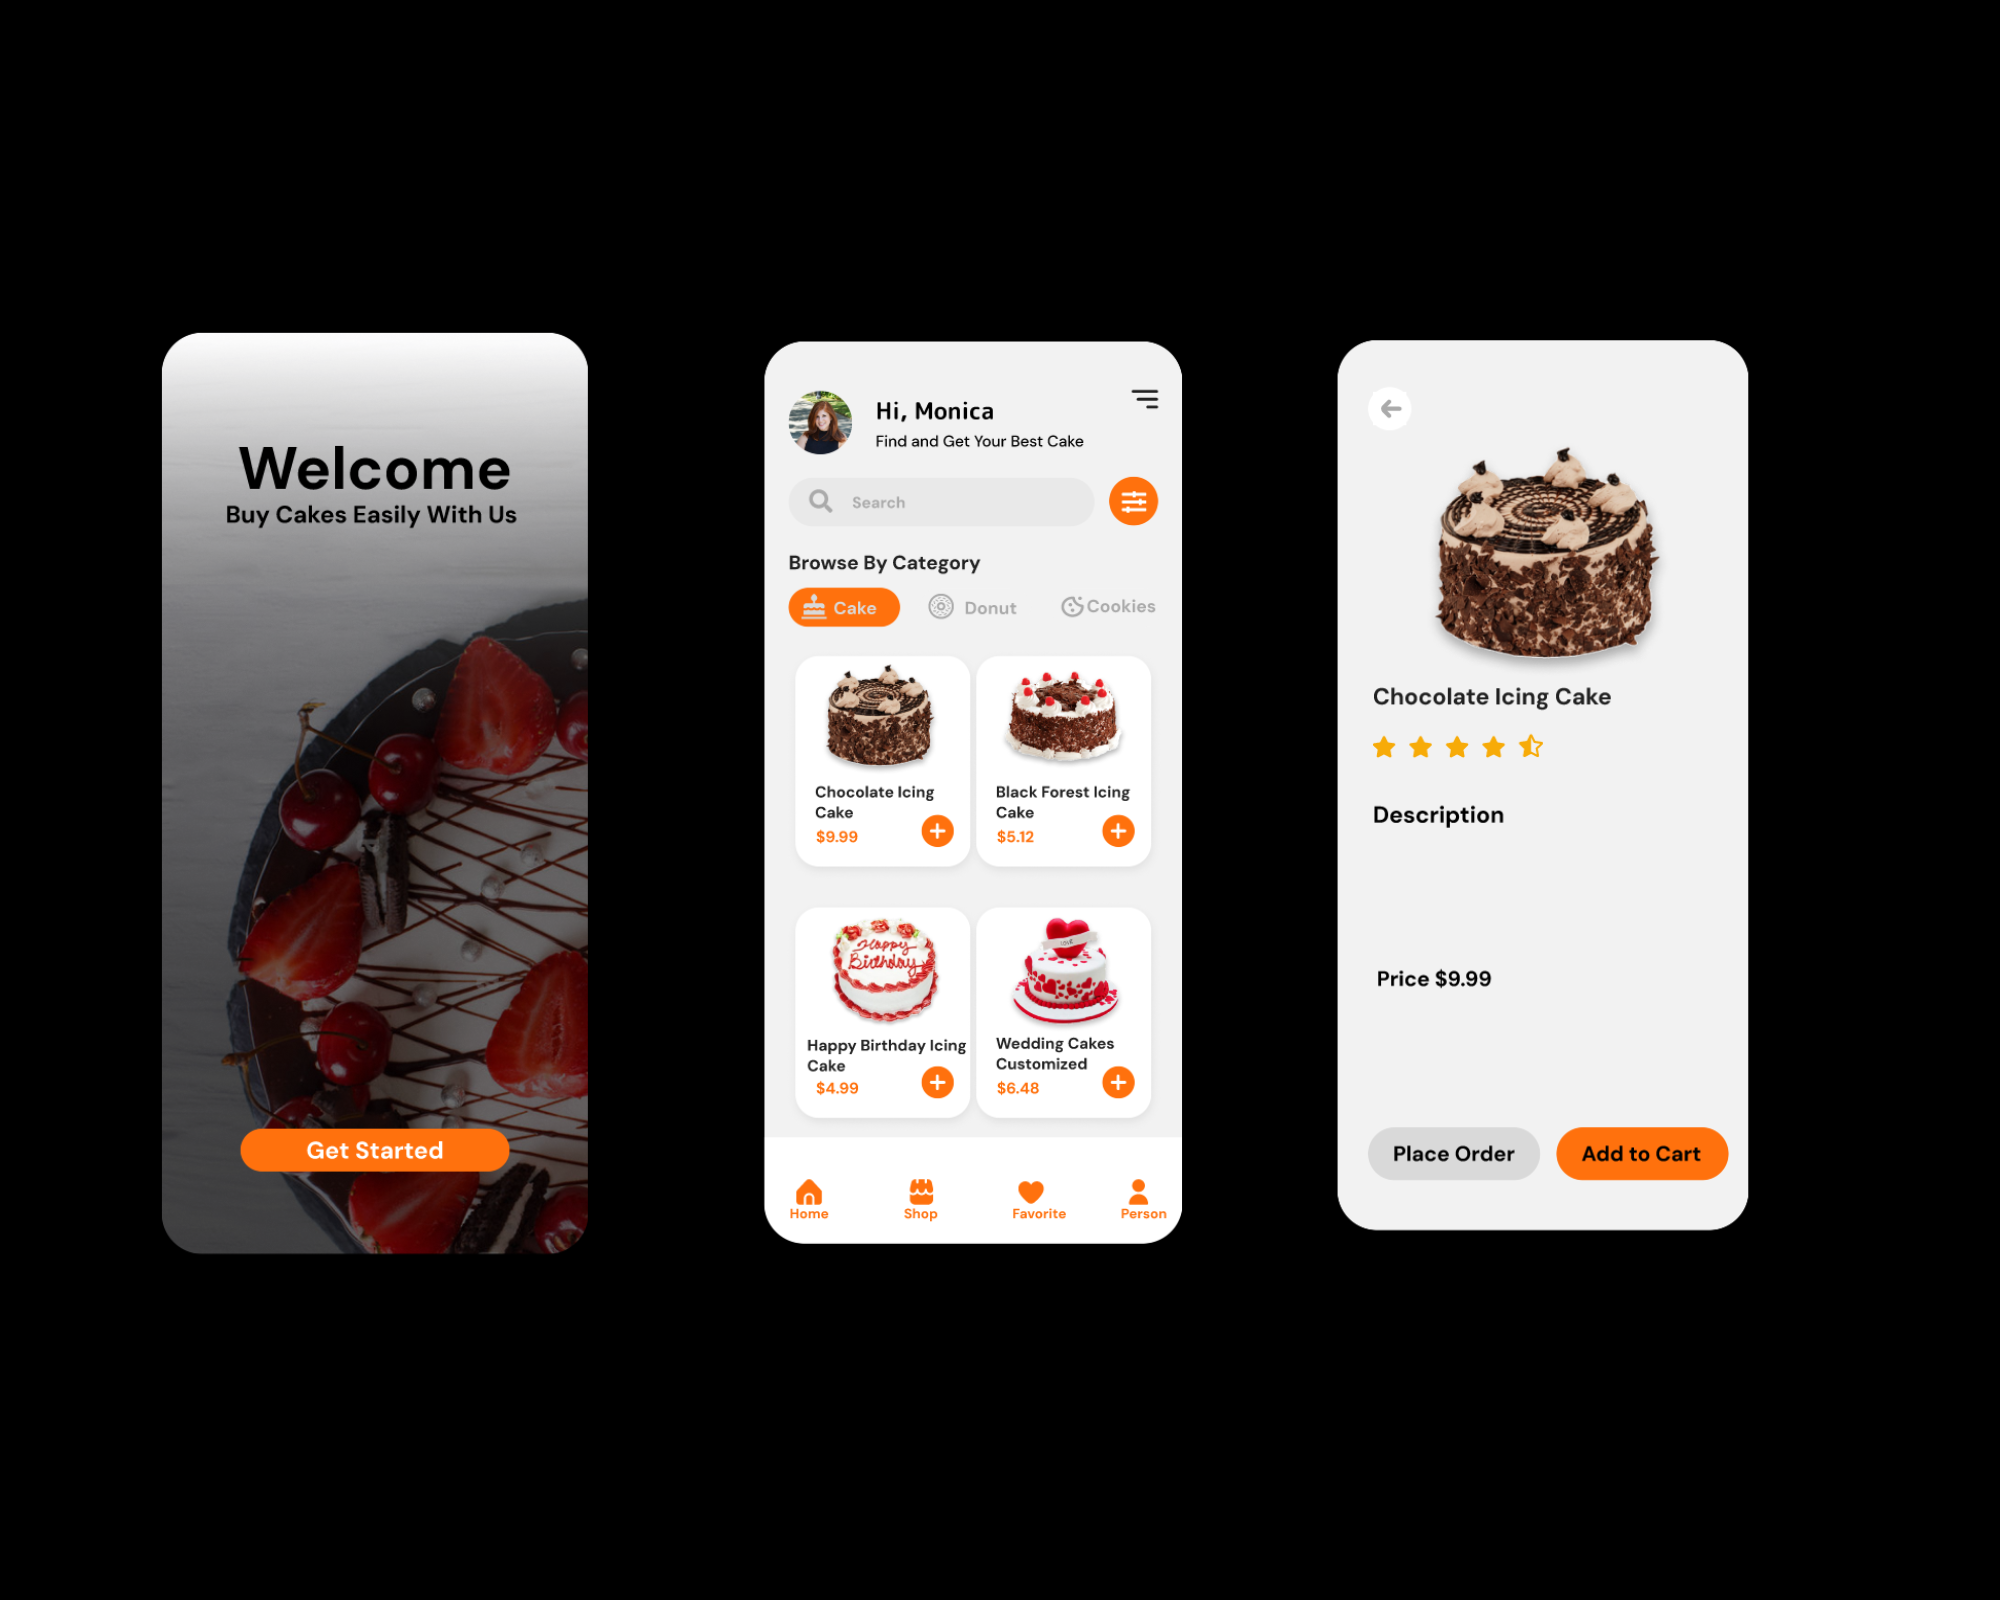 Welcome
Buy Cakes Easily With Us
Get Started
Hi, Monica
Find and Get Your Best Cake
Search
Browse By Category
Cake
Donut
Cookies
Chocolate Icing
Cake
$9.99
Black Forest Icing
Cake
$5.12
Happy
Birthday
Happy Birthday Icing
Cake
$4.99
LOVE
Wedding Cakes
Customized
$6.48
Home
Shop
Favorite
Person
Chocolate Icing Cake
Description
Price $9.99
Place Order
Add to Cart